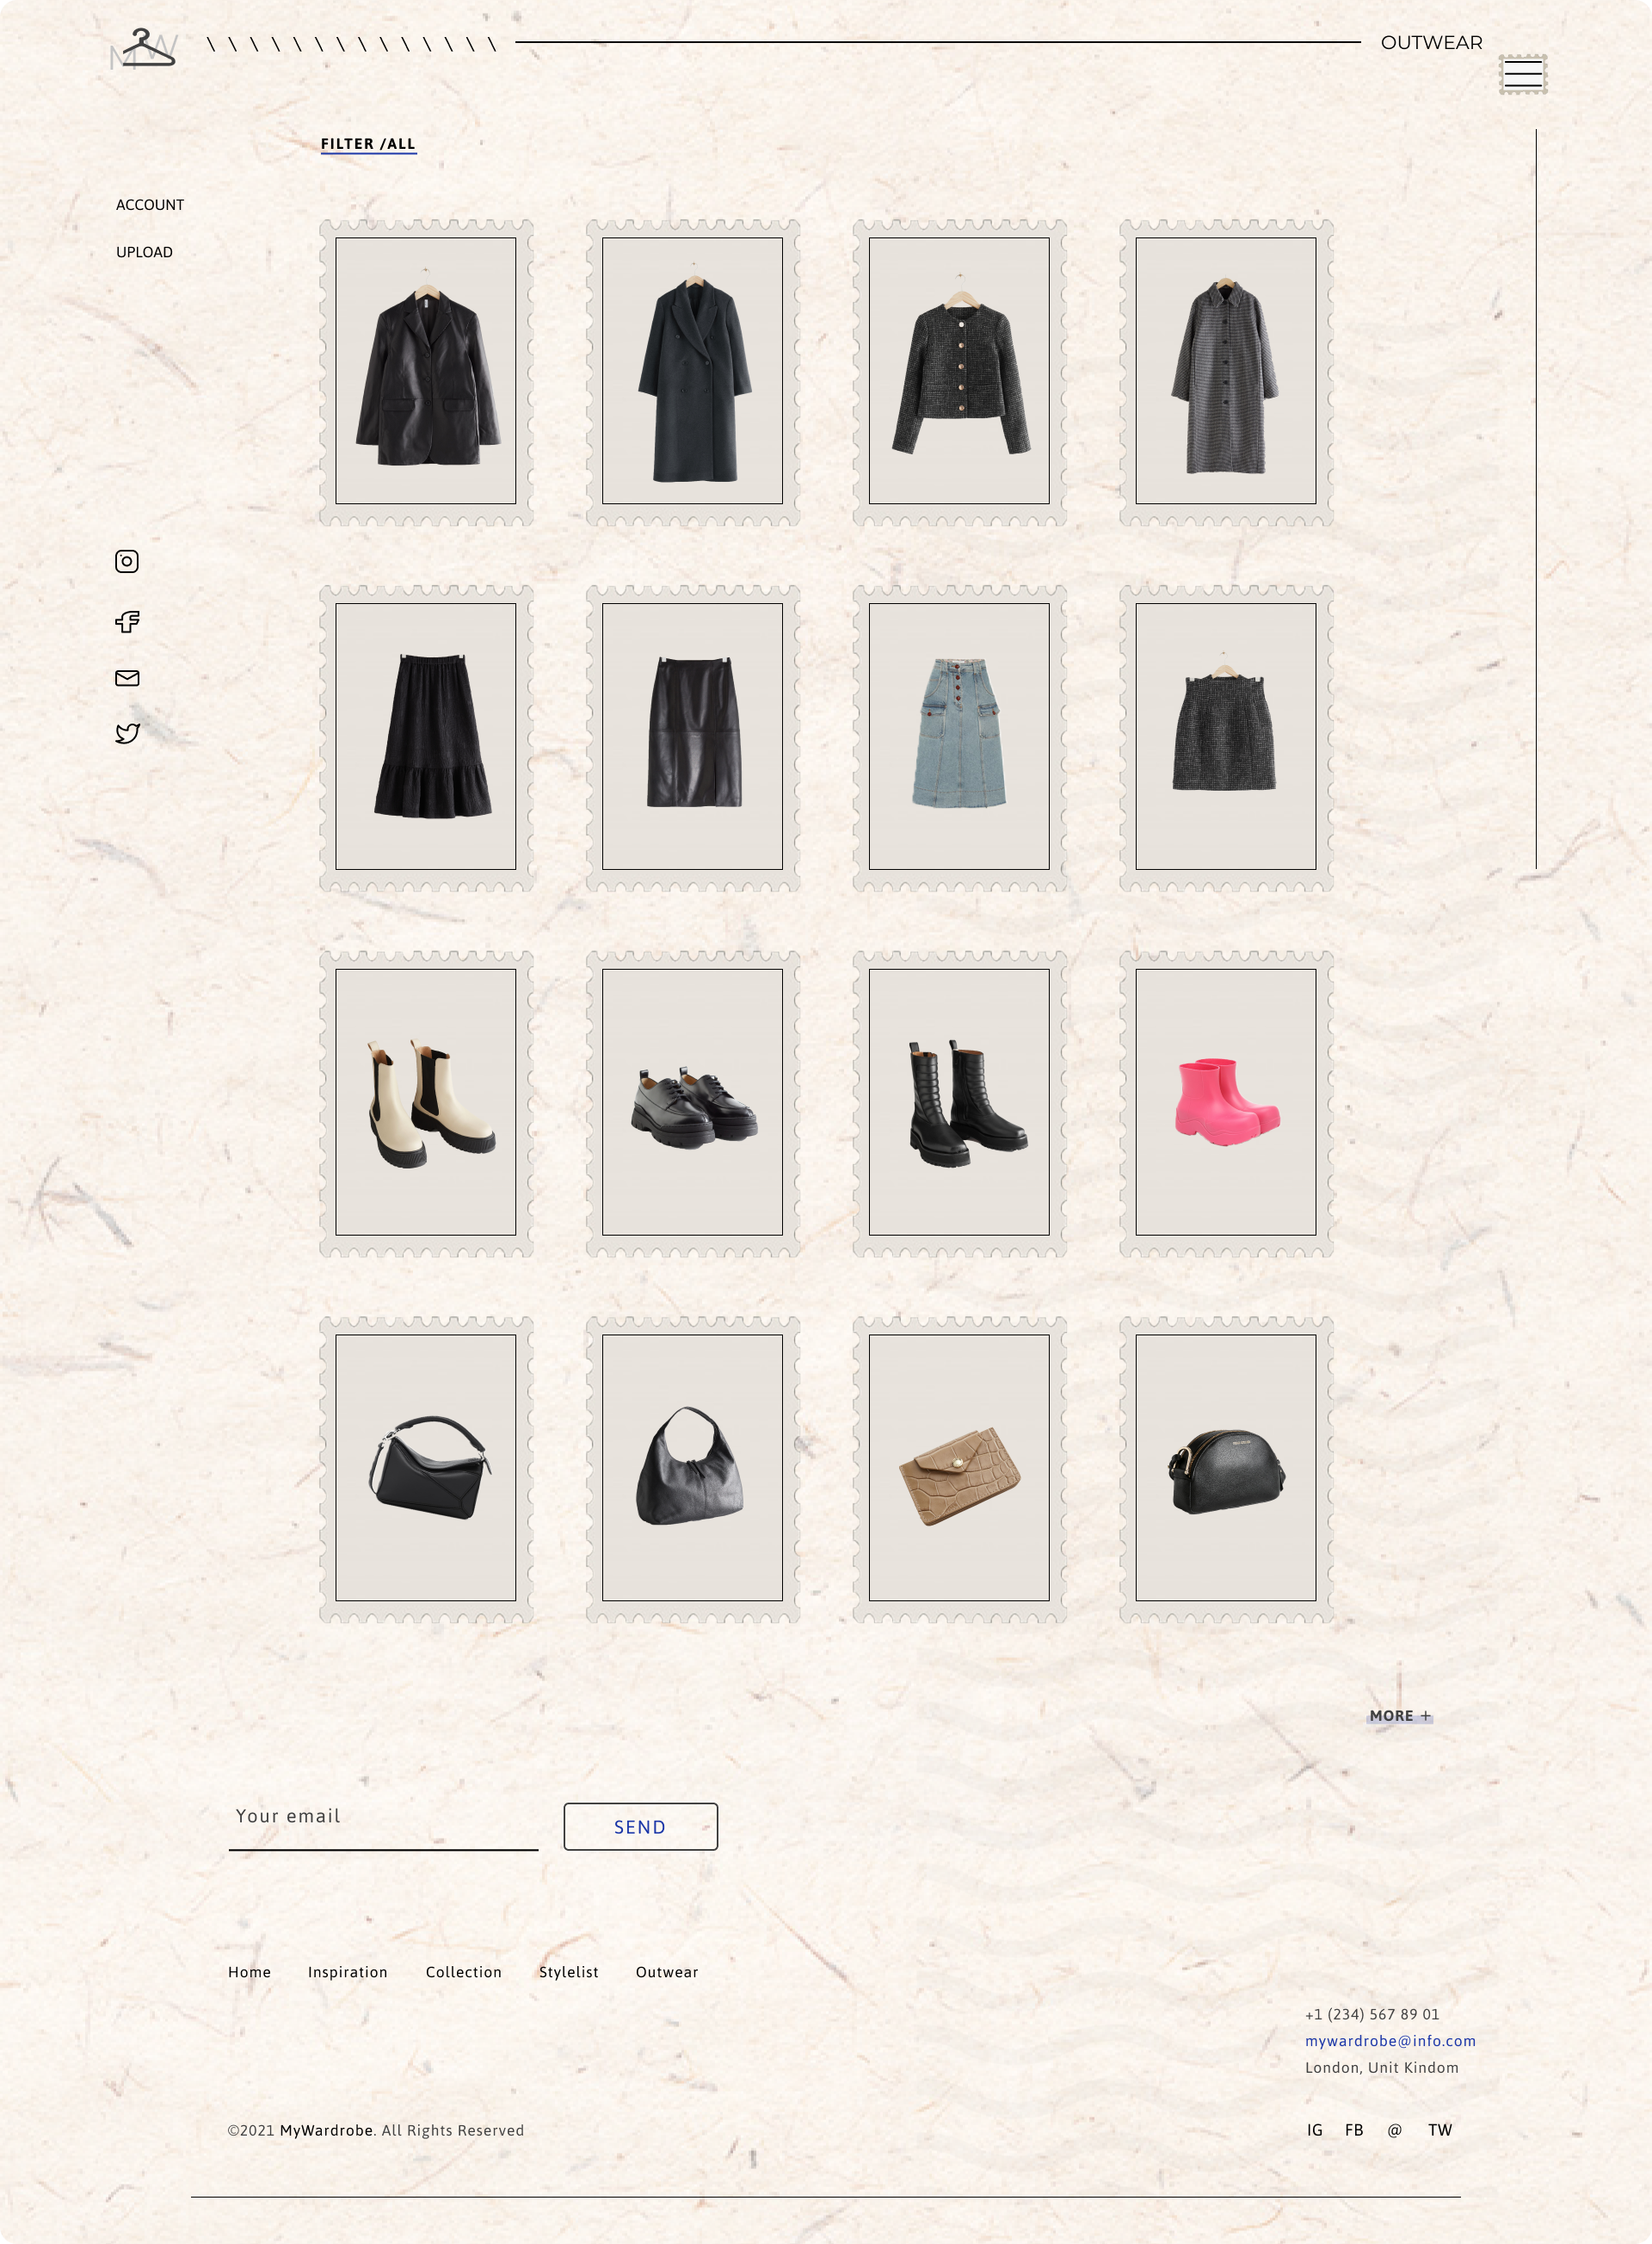 MW
\ \ \ \ \ \ \ \ \ \ \ \ \ \
OUTWEAR
FILTER /ALL
ACCOUNT
UPLOAD
MORE +
Your email
SEND
Home Inspiration Collection Stylelist Outwear
+1 (234) 567 89 01
mywardrobe@info.com
London, Unit Kindom
©2021 MyWardrobe. All Rights Reserved
IG FB @ TW